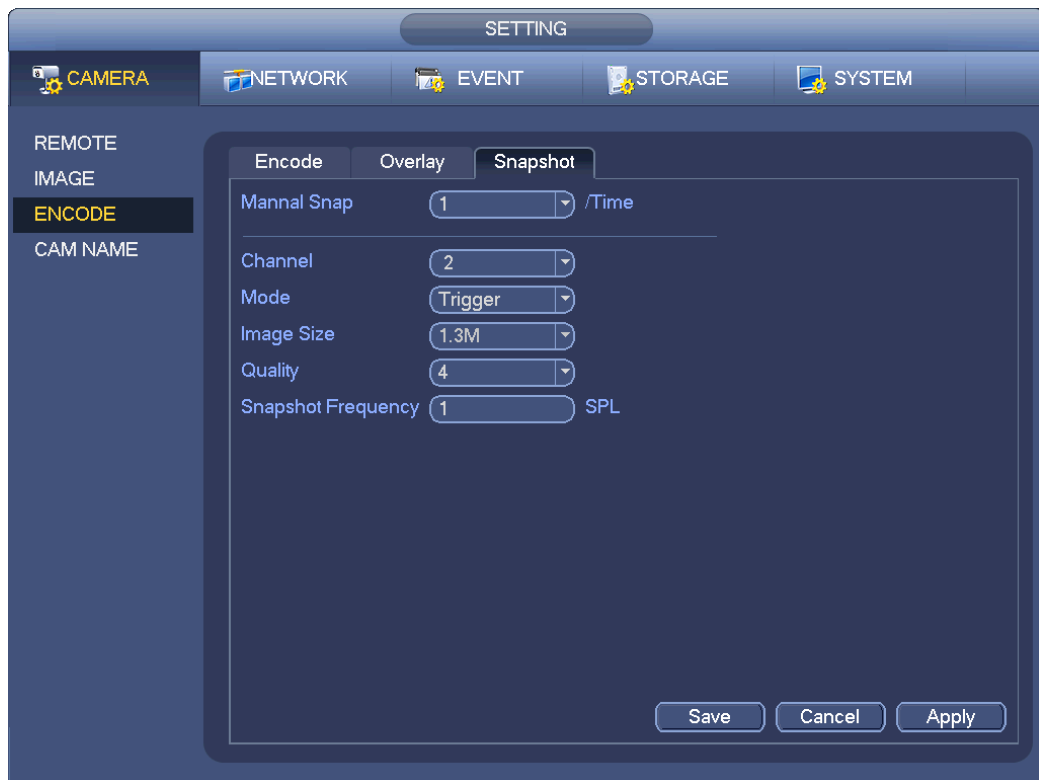 SETTING
CAMERA NETWORK EVENT STORAGE SYSTEM
REMOTE
IMAGE
ENCODE
CAM NAME
Encode Overlay Snapshot
Mannal Snap 1 /Time
Channel 2
Mode Trigger
Image Size 1.3M
Quality 4
Snapshot Frequency 1 SPL
Save Cancel Apply